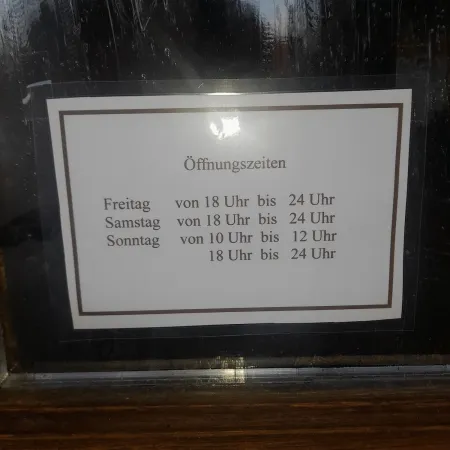 Öffnungszeiten
Freitag von 18 Uhr bis 24 Uhr
Samstag von 18 Uhr bis 24 Uhr
Sonntag von 10 Uhr bis 12 Uhr
18 Uhr bis 24 Uhr